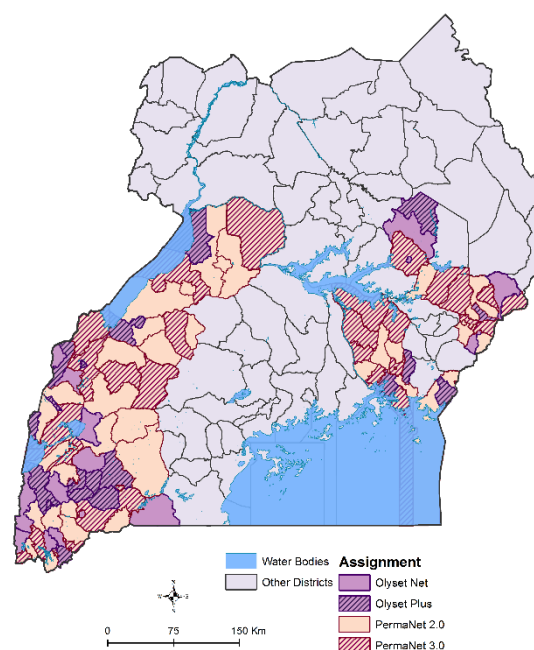 Water Bodies
Other Districts
Assignment
Olyset Net
Olyset Plus
PermaNet 2.0
PermaNet 3.0
N
W E
S
0 75 150 Km